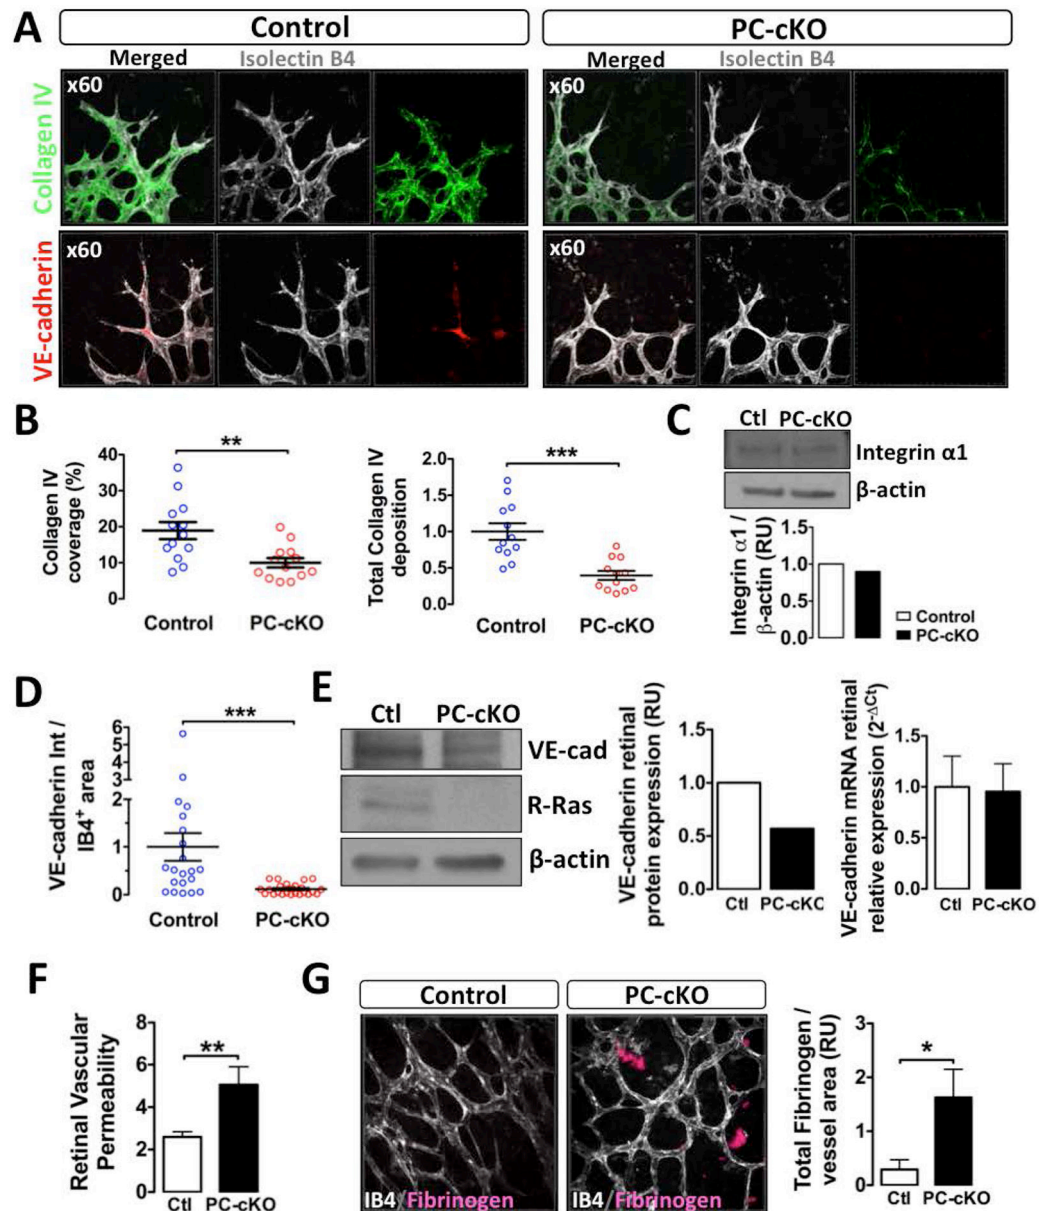 A
Control
PC-cKO
Merged
Isolectin B4
Merged
Isolectin B4
Collagen IV
x60
x60
VE-cadherin
x60
x60
B
Collagen IV
coverage (%)
40
30
20
10
0
**
Control
PC-cKO
Total Collagen IV
deposition
2.0
1.5
1.0
0.5
0.0
***
Control
PC-cKO
C
Ctl
PC-cKO
Integrin α1
β-actin
Integrin α1 /
β-actin (RU)
1.5
1.0
0.5
0.0
Control
PC-cKO
D
VE-cadherin Int /
IB4⁺ area
6
5
4
3
2
2
1
0
***
Control
PC-cKO
E
Ctl
PC-cKO
VE-cad
R-Ras
β-actin
VE-cadherin retinal
protein expression (RU)
1.5
1.0
0.5
0.0
Ctl
PC-cKC
VE-cadherin mRNA retinal
relative expression (2^-ΔCt)
1.5
1.0
0.5
0.0
Ctl
PC-cKO
F
Retinal Vascular
Permeability
8
6
4
2
0
**
Ctl
PC-cKO
G
Control
PC-cKO
IB4/Fibrinogen
IB4/Fibrinogen
Total Fibrinogen /
vessel area (RU)
3
2
1
0
*
Ctl
PC-cKO